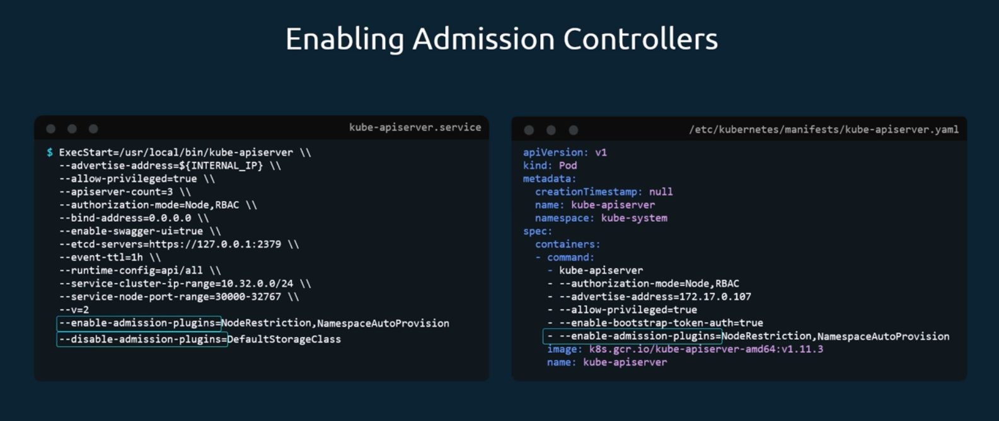 Enabling Admission Controllers
kube-apiserver.service
$ ExecStart=/usr/local/bin/kube-apiserver \\
--advertise-address=${INTERNAL_IP} \\
--allow-privileged=true \\
--apiserver-count=3 \\
--authorization-mode=Node,RBAC \\
--bind-address=0.0.0.0 \\
--enable-swagger-ui=true \\
--etcd-servers=https://127.0.0.1:2379 \\
--event-ttl=1h \\
--runtime-config=api/all \\
--service-cluster-ip-range=10.32.0.0/24 \\
--service-node-port-range=30000-32767 \\
--v=2
--enable-admission-plugins=NodeRestriction,NamespaceAutoProvision
--disable-admission-plugins=DefaultStorageClass
/etc/kubernetes/manifests/kube-apiserver.yaml
apiVersion: v1
kind: Pod
metadata:
  creationTimestamp: null
  name: kube-apiserver
  namespace: kube-system
spec:
  containers:
  - command:
    - kube-apiserver
    - --authorization-mode=Node,RBAC
    - --advertise-address=172.17.0.107
    - --allow-privileged=true
    - --enable-bootstrap-token-auth=true
    - --enable-admission-plugins=NodeRestriction,NamespaceAutoProvision
    image: k8s.gcr.io/kube-apiserver-amd64:v1.11.3
    name: kube-apiserver